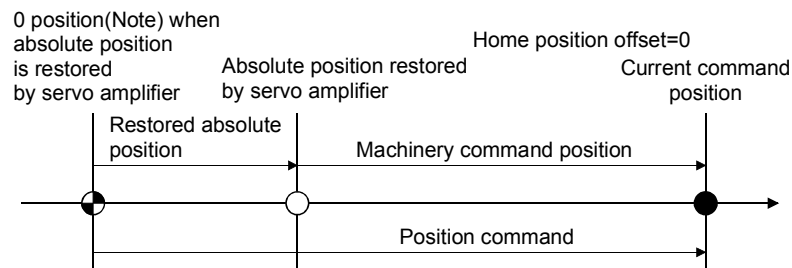 0 position(Note) when
absolute position
is restored
by servo amplifier
Absolute position restored
by servo amplifier
Home position offset=0
Current command
position
Restored absolute
position
Machinery command position
Position command